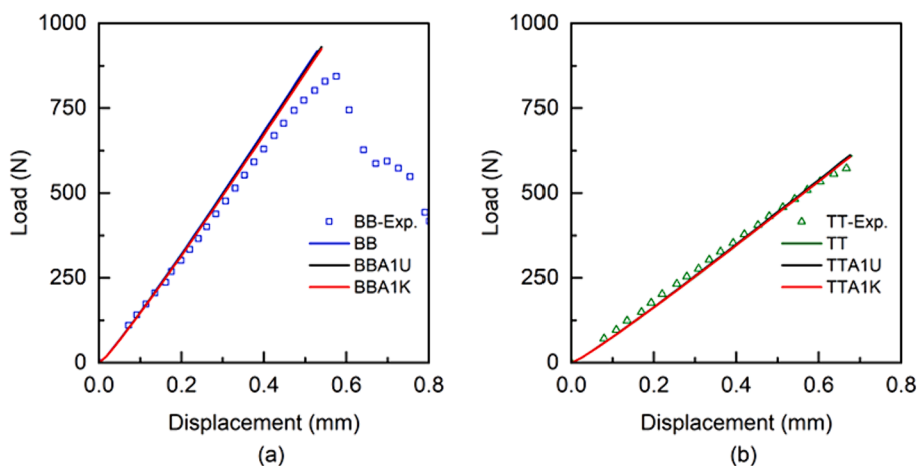 1000
750
500
250
0
Load (N)
BB-Exp.
BB
BBA1U
BBA1K
0.0 0.2 0.4 0.6 0.8
Displacement (mm)
(a)
1000
750
500
250
0
Load (N)
TT-Exp.
TT
TTA1U
TTA1K
0.0 0.2 0.4 0.6 0.8
Displacement (mm)
(b)